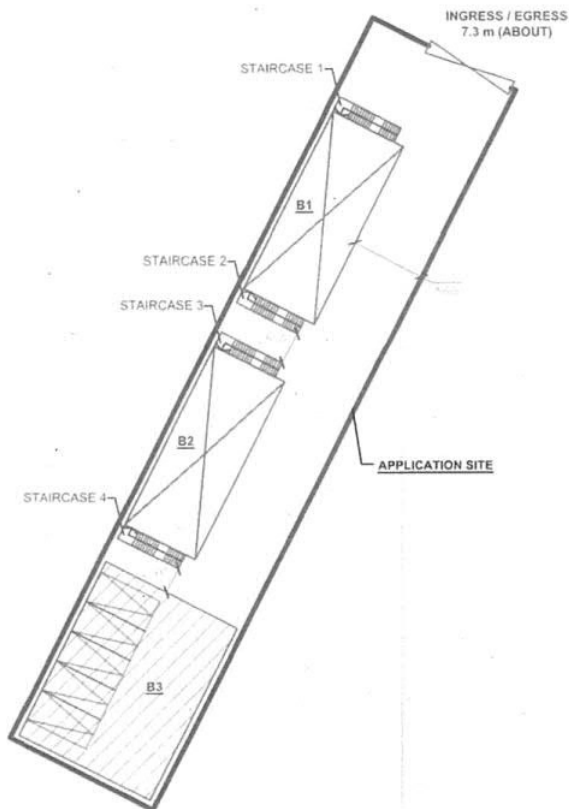 INGRESS / EGRESS
7.3 m (ABOUT)
STAIRCASE 1
B1
STAIRCASE 2
STAIRCASE 3
B2
APPLICATION SITE
STAIRCASE 4
B3